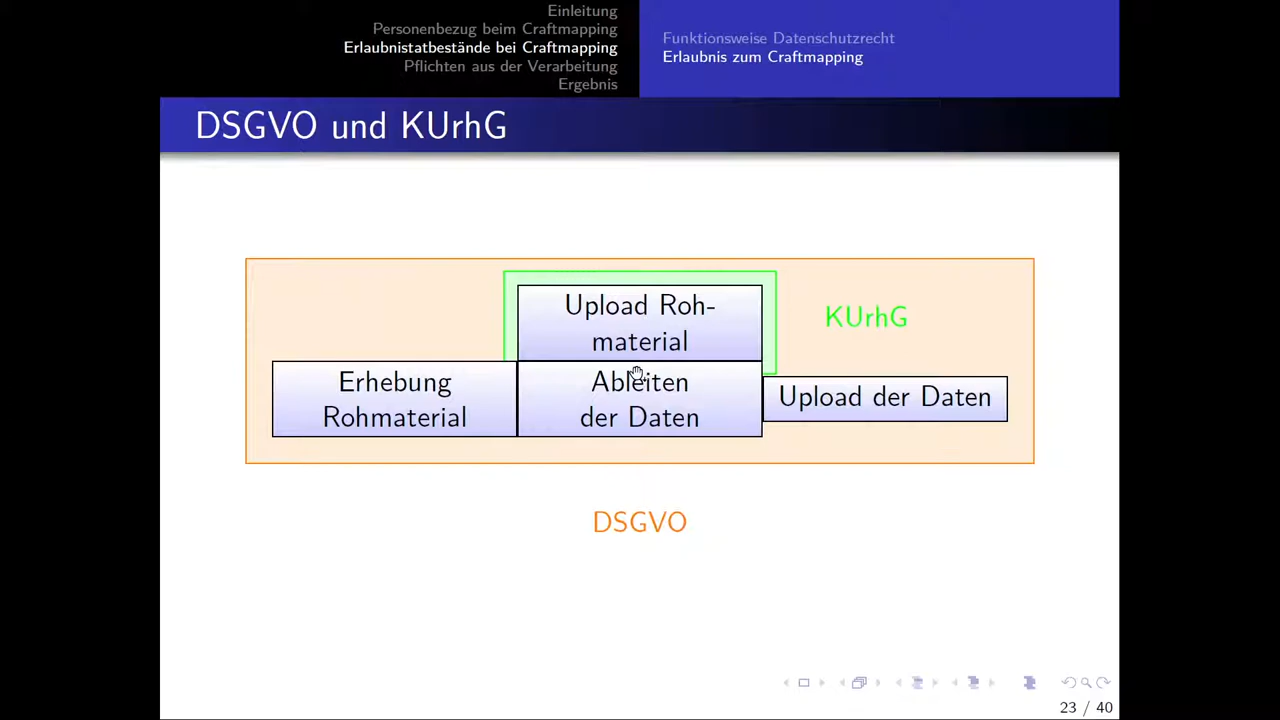 Einleitung
Personenbezug beim Craftmapping
Erlaubnistatbestände bei Craftmapping
Pflichten aus der Verarbeitung
Ergebnis
Funktionsweise Datenschutzrecht
Erlaubnis zum Craftmapping
DSGVO und KUrhG
Upload Roh-
material
KUrhG
Erhebung
Rohmaterial
Ableiten
der Daten
Upload der Daten
DSGVO
23 / 40